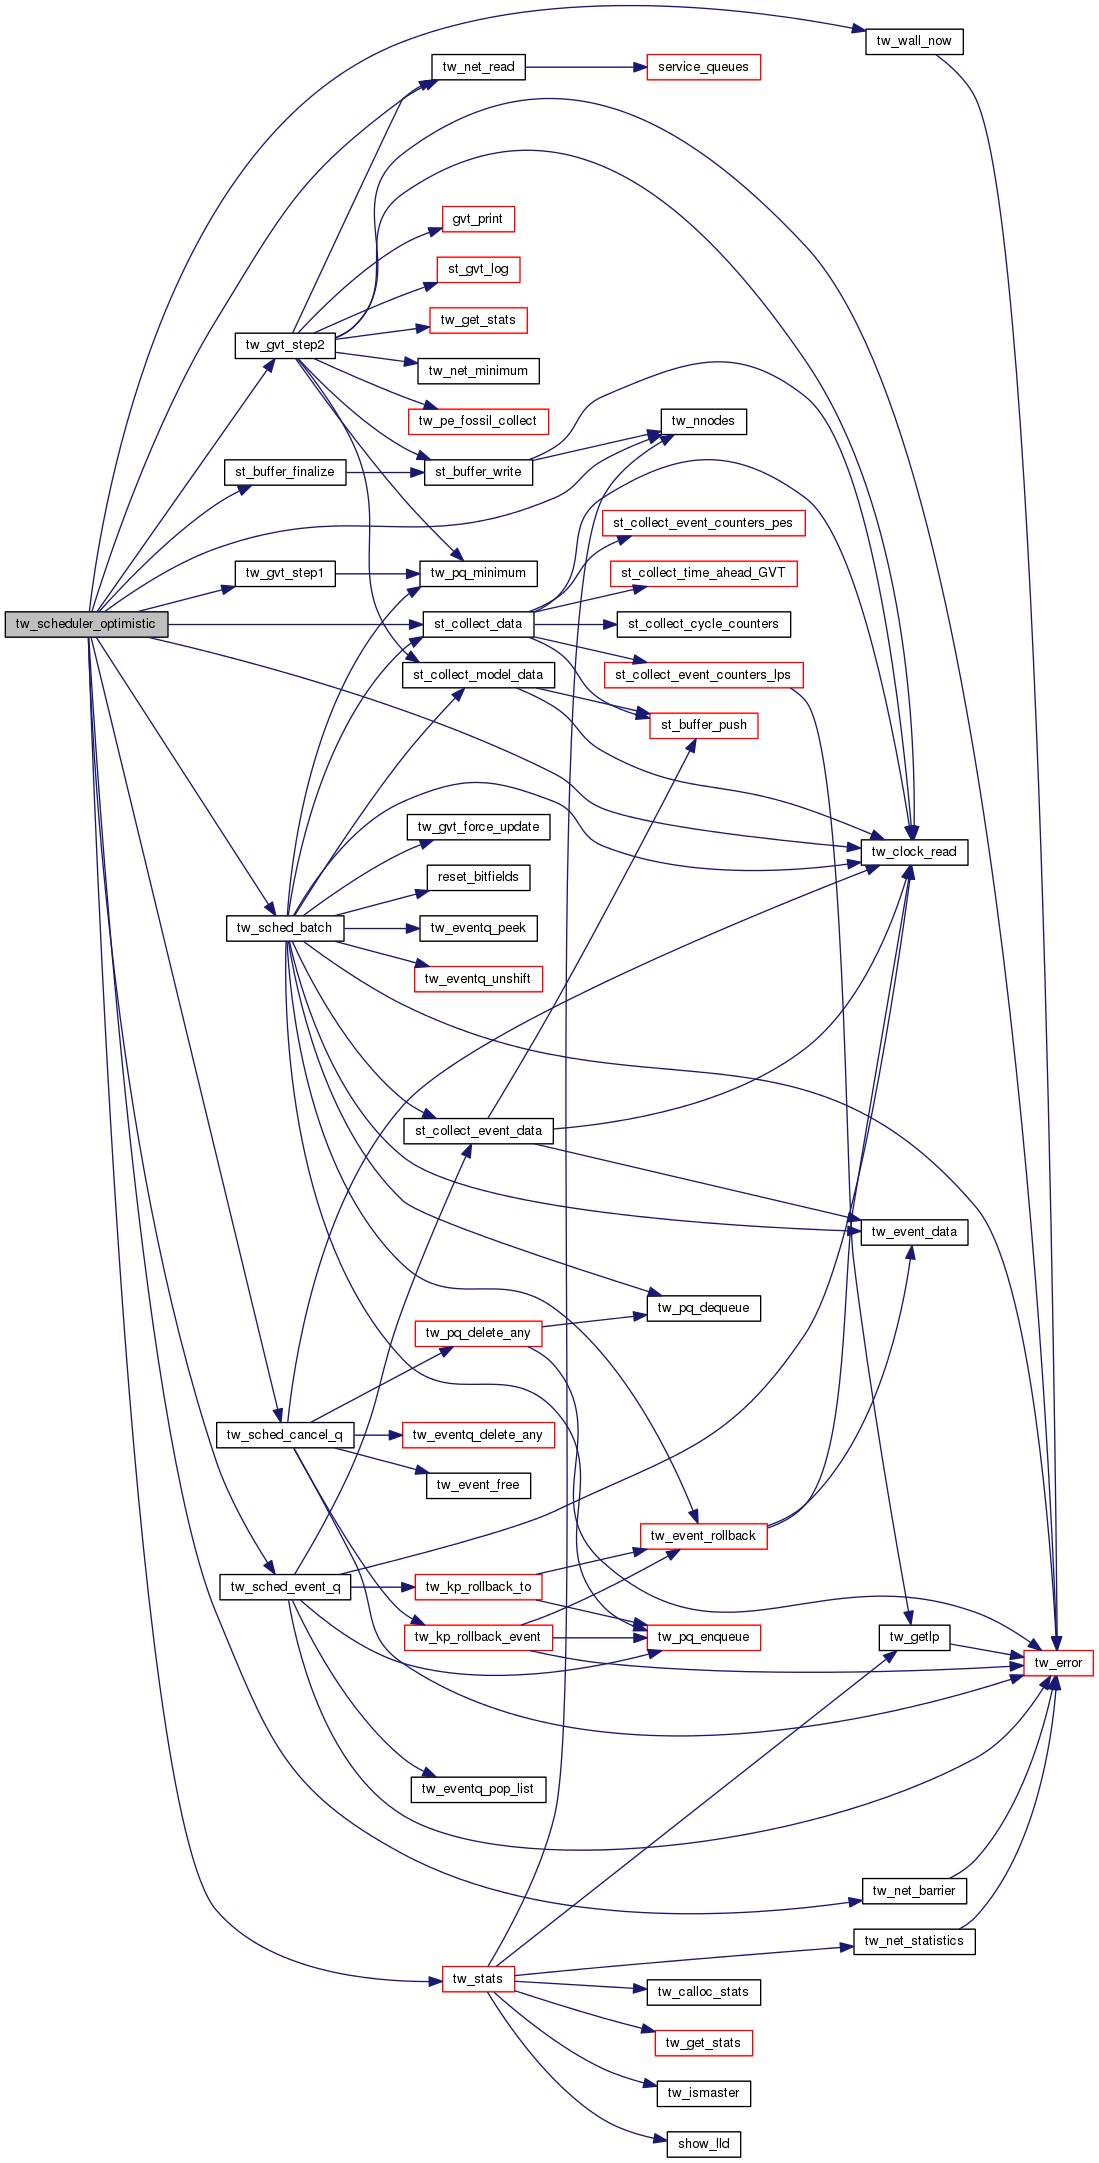 tw_wall_now
tw_net_read
service_queues
gvt_print
st_gvt_log
tw_get_stats
tw_gvt_step2
tw_net_minimum
tw_pe_fossil_collect
tw_nnodes
st_buffer_finalize
st_buffer_write
st_collect_event_counters_pes
tw_gvt_step1
tw_pq_minimum
st_collect_time_ahead_GVT
tw_scheduler_optimistic
st_collect_data
st_collect_cycle_counters
st_collect_model_data
st_collect_event_counters_lps
st_buffer_push
tw_gvt_force_update
tw_clock_read
reset_bitfields
tw_sched_batch
tw_eventq_peek
tw_eventq_unshift
st_collect_event_data
tw_event_data
tw_pq_dequeue
tw_pq_delete_any
tw_sched_cancel_q
tw_eventq_delete_any
tw_event_free
tw_event_rollback
tw_sched_event_q
tw_kp_rollback_to
tw_kp_rollback_event
tw_pq_enqueue
tw_getlp
tw_error
tw_eventq_pop_list
tw_net_barrier
tw_net_statistics
tw_stats
tw_calloc_stats
tw_get_stats
tw_ismaster
show_lld